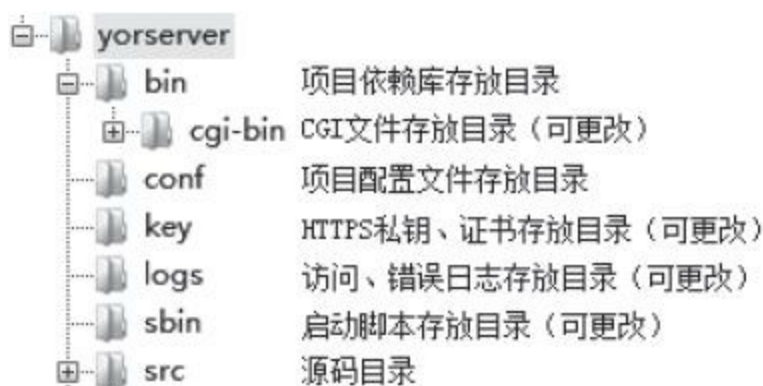 yorserver
bin 项目依赖库存放目录
cgi-bin CGI文件存放目录（可更改）
conf 项目配置文件存放目录
key HTTPS私钥、证书存放目录（可更改）
logs 访问、错误日志存放目录（可更改）
sbin 启动脚本存放目录（可更改）
src 源码目录